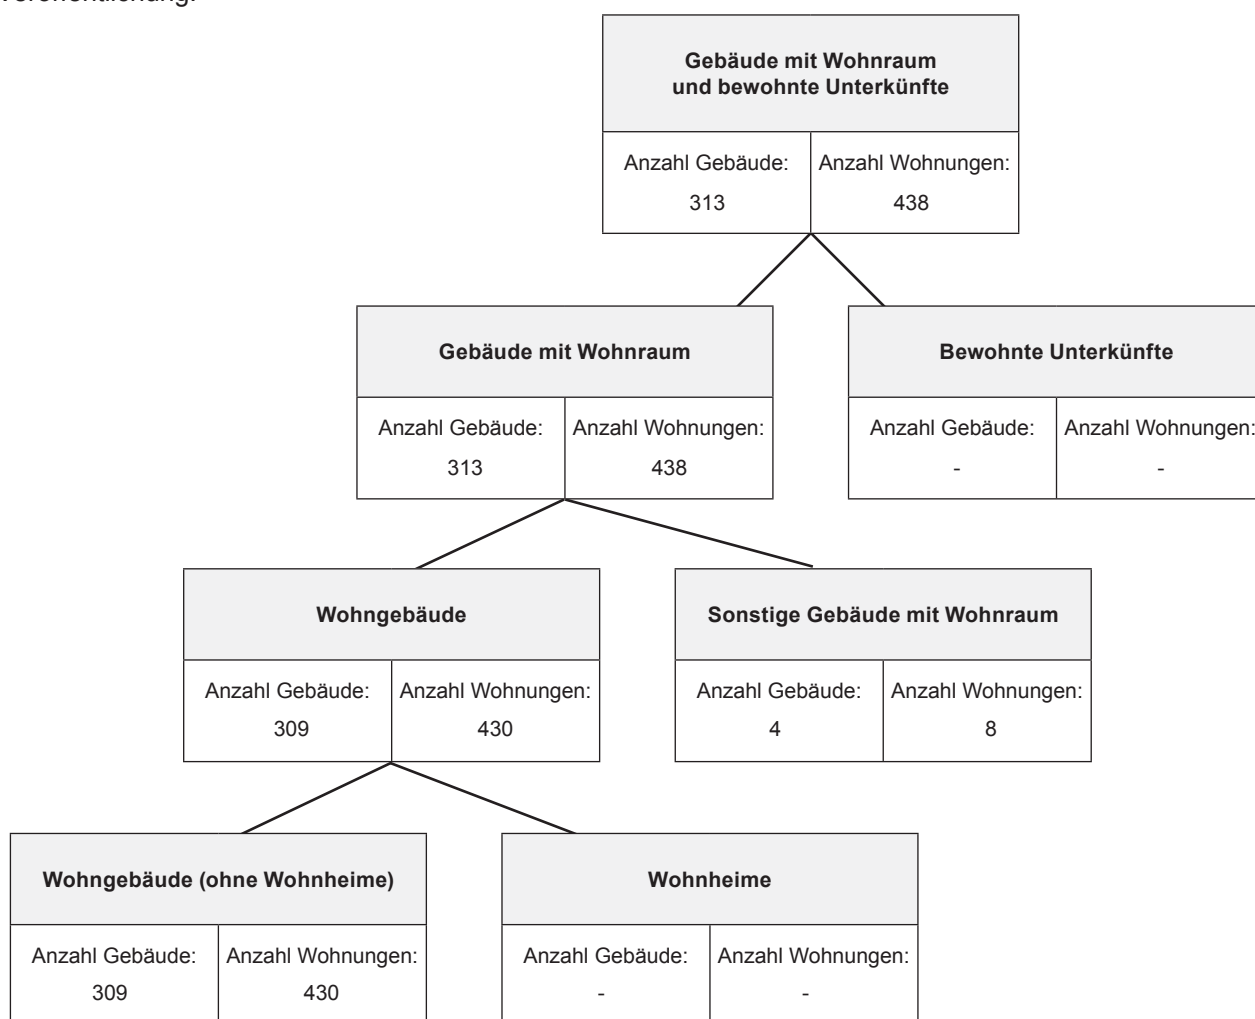 Veröffentlichung.
Gebäude mit Wohnraum
und bewohnte Unterkünfte
Anzahl Gebäude: Anzahl Wohnungen:
313 438
Gebäude mit Wohnraum
Anzahl Gebäude: Anzahl Wohnungen:
313 438
Bewohnte Unterkünfte
Anzahl Gebäude: Anzahl Wohnungen:
- -
Wohngebäude
Anzahl Gebäude: Anzahl Wohnungen:
309 430
Sonstige Gebäude mit Wohnraum
Anzahl Gebäude: Anzahl Wohnungen:
4 8
Wohngebäude (ohne Wohnheime)
Anzahl Gebäude: Anzahl Wohnungen:
309 430
Wohnheime
Anzahl Gebäude: Anzahl Wohnungen:
- -